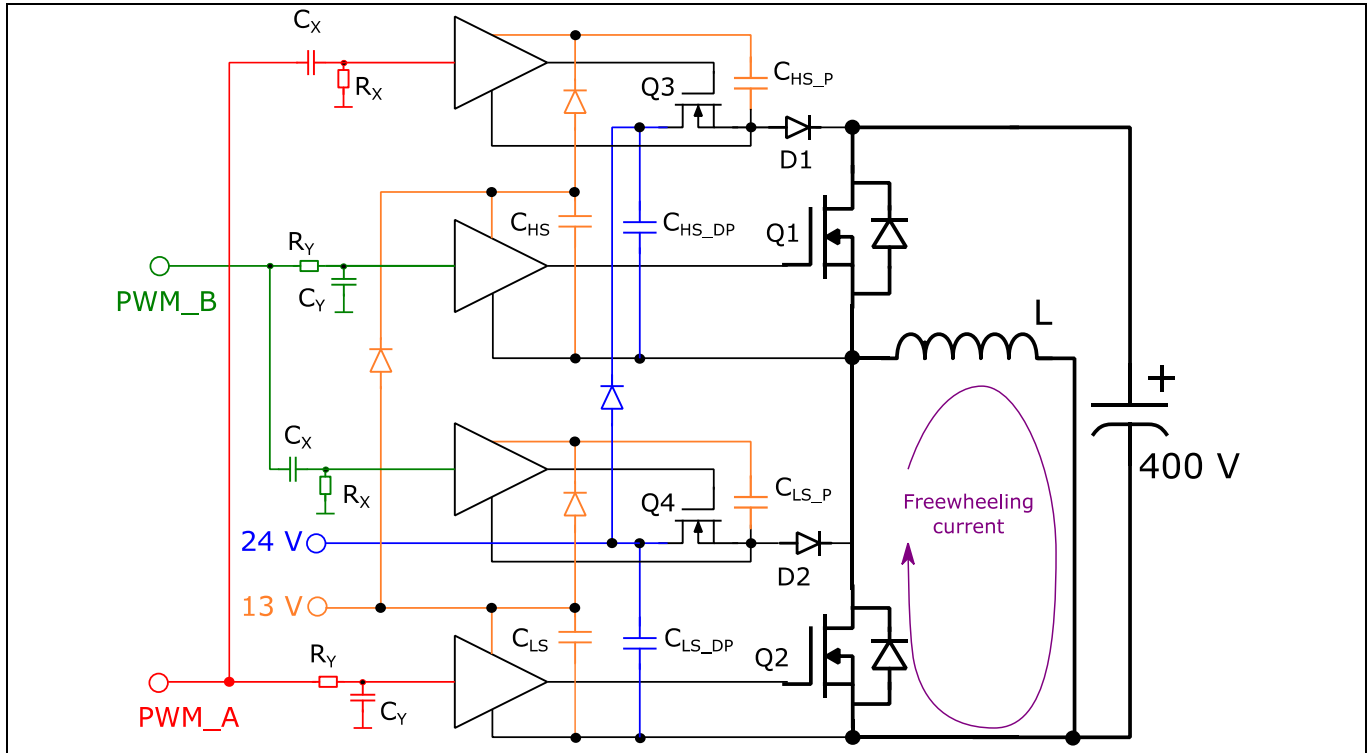 CX
RX
Q3
CHS_P
D1
CHS
CHS_DP
Q1
RY
CY
PWM_B
L
+
400 V
CX
RX
Q4
CLS_P
Freewheeling
current
24 V
D2
13 V
CLS
CLS_DP
Q2
RY
CY
PWM_A